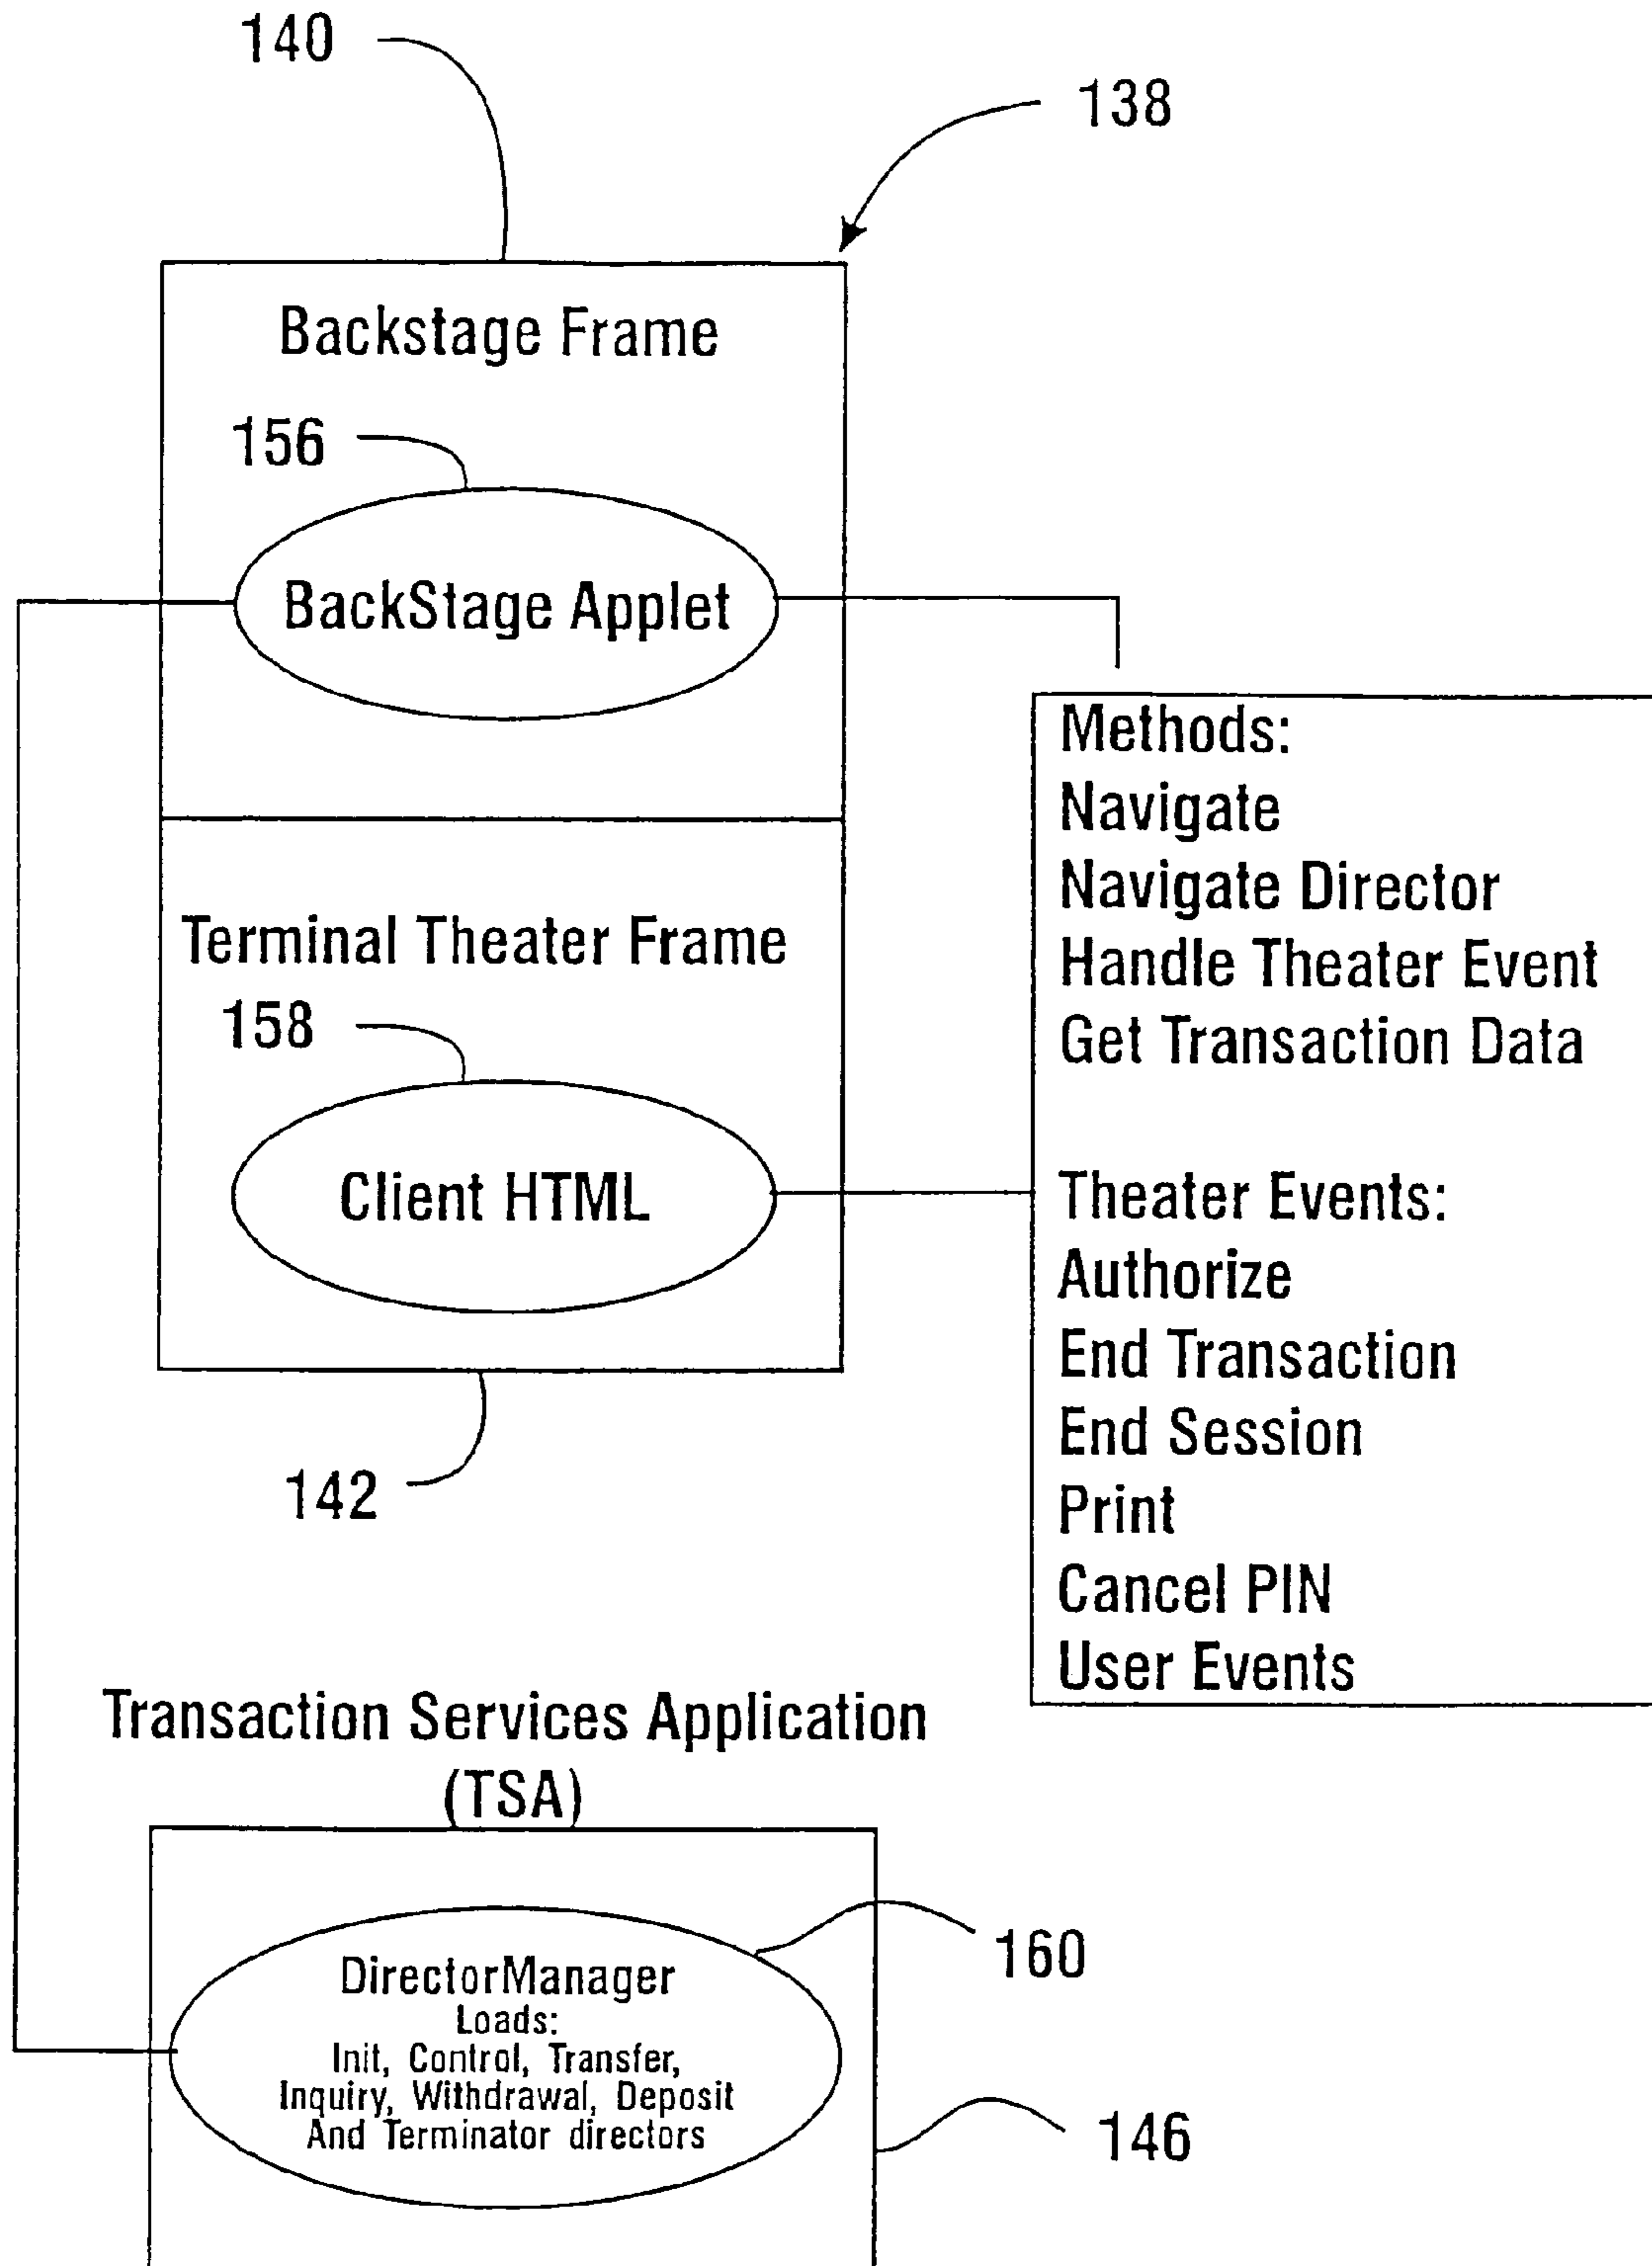 140
138
Backstage Frame
156
BackStage Applet
Terminal Theater Frame
158
Client HTML
142
Methods:
Navigate
Navigate Director
Handle Theater Event
Get Transaction Data
Theater Events:
Authorize
End Transaction
End Session
Print
Cancel PIN
User Events
Transaction Services Application
(TSA)
160
DirectorManager
Loads:
Init, Control, Transfer,
Inquiry, Withdrawal, Deposit
And Terminator directors
146